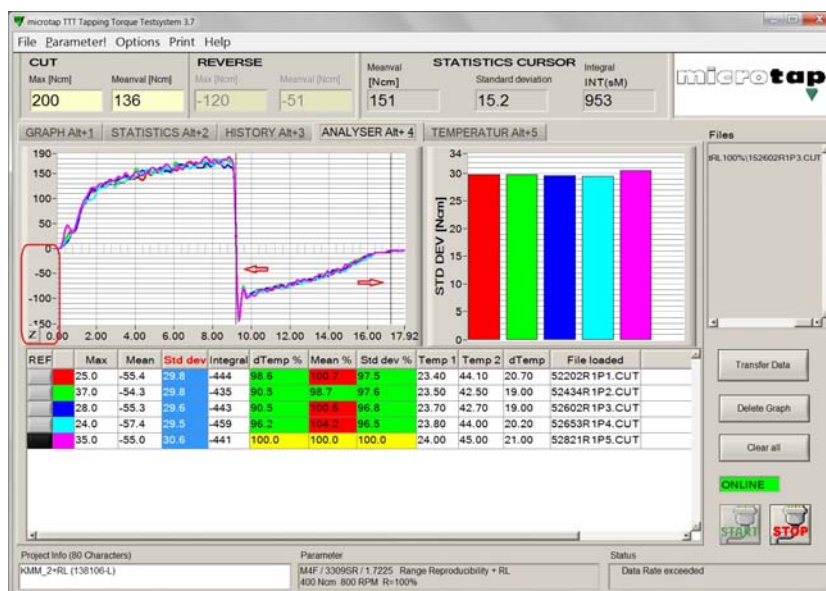 microtap TTT Tapping Torque Testsystem 3.7
File Parameter! Options Print Help
CUT REVERSE STATISTICS CURSOR
Max [Ncm] Meanval [Ncm] Max [Ncm] Meanval [Ncm] Meanval [Ncm] Standard deviation Integral INT(sM)
200 136 -120 -51 151 15.2 953
microtap
GRAPH Alt+1 STATISTICS Alt+2 HISTORY Alt+3 ANALYSER Alt+ 4 TEMPERATUR Alt+5
Files
RL100%\152602R1P3.CUT
190
150
100
50
0
-50
-100
-150
Z 0.00 2.00 4.00 6.00 8.00 10.00 12.00 14.00 16.00 17.92
STD DEV [Ncm]
34
30
25
20
15
10
5
0
REF Max Mean Std dev Integral dTemp % Mean % Std dev % Temp 1 Temp 2 dTemp File loaded
25.0 -55.4 29.8 -444 98.6 100.7 97.5 23.40 44.10 20.70 52202R1P1.CUT
37.0 -54.3 29.8 -435 90.5 98.7 97.6 23.50 42.50 19.00 52434R1P2.CUT
28.0 -55.3 29.6 -443 90.5 100.6 96.8 23.70 42.70 19.00 52602R1P3.CUT
24.0 -57.4 29.5 -459 96.2 104.2 96.5 23.80 44.00 20.20 52653R1P4.CUT
35.0 -55.0 30.6 -441 100.0 100.0 100.0 24.00 45.00 21.00 52821R1P5.CUT
Transfer Data
Delete Graph
Clear all
ONLINE
START STOP
Project Info (80 Characters) Parameter Status
KMM_2+RL (138106-L) M4F / 3309SR / 1.7225 Range Reproducibility + RL Data Rate exceeded
400 Ncm 800 RPM R=100%